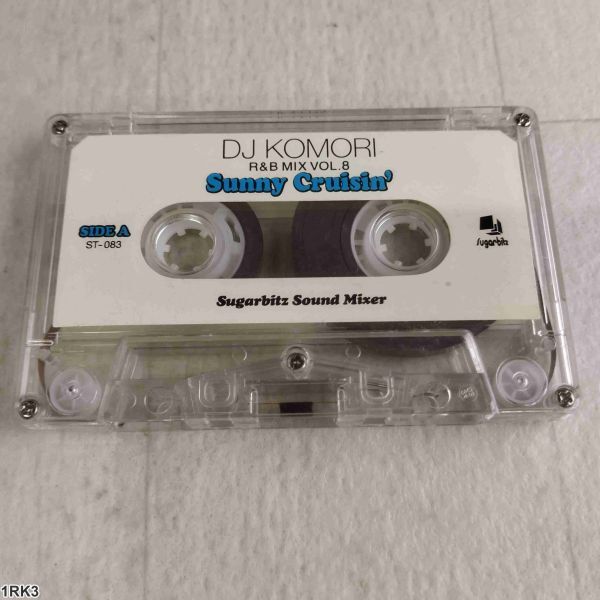 DJ KOMORI
R&B MIX VOL.8
Sunny Cruisin'
SIDE A
ST-083
sugarbitz
Sugarbitz Sound Mixer
1RK3